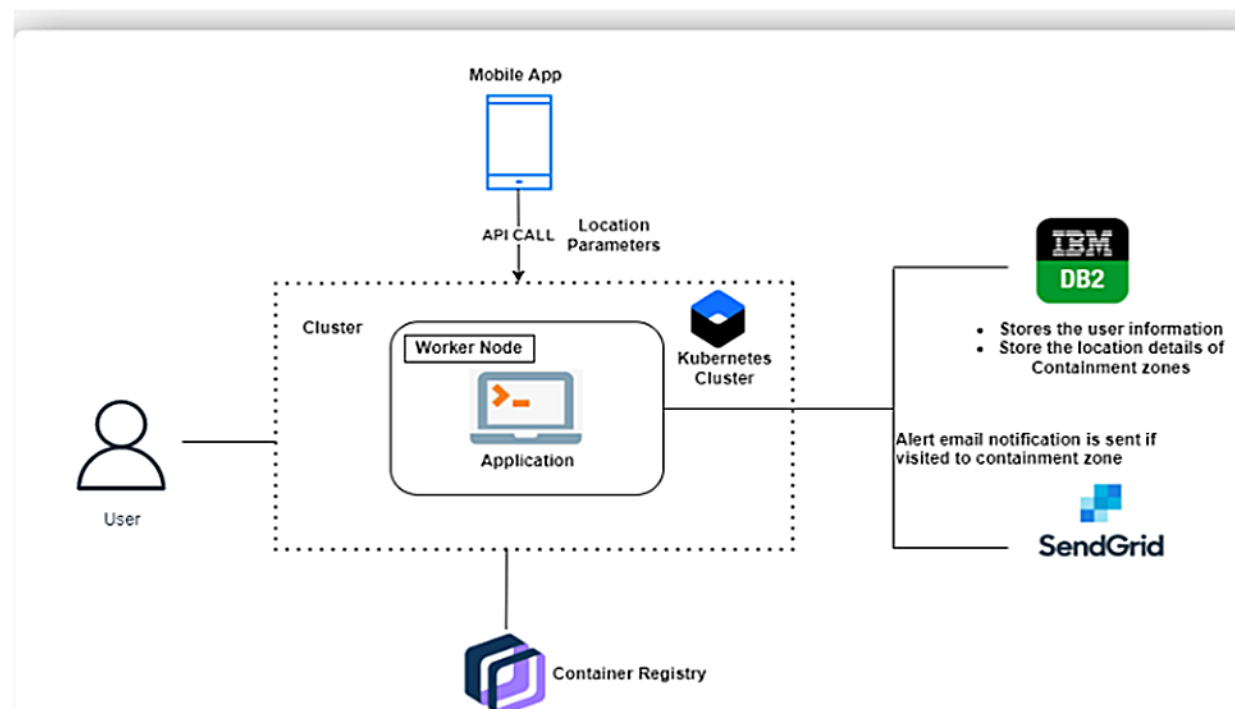 Mobile App
API CALL
Location
Parameters
Cluster
Worker Node
Application
Kubernetes
Cluster
IBM
DB2
• Stores the user information
• Store the location details of
Containment zones
User
Alert email notification is sent if
visited to containment zone
SendGrid
Container Registry